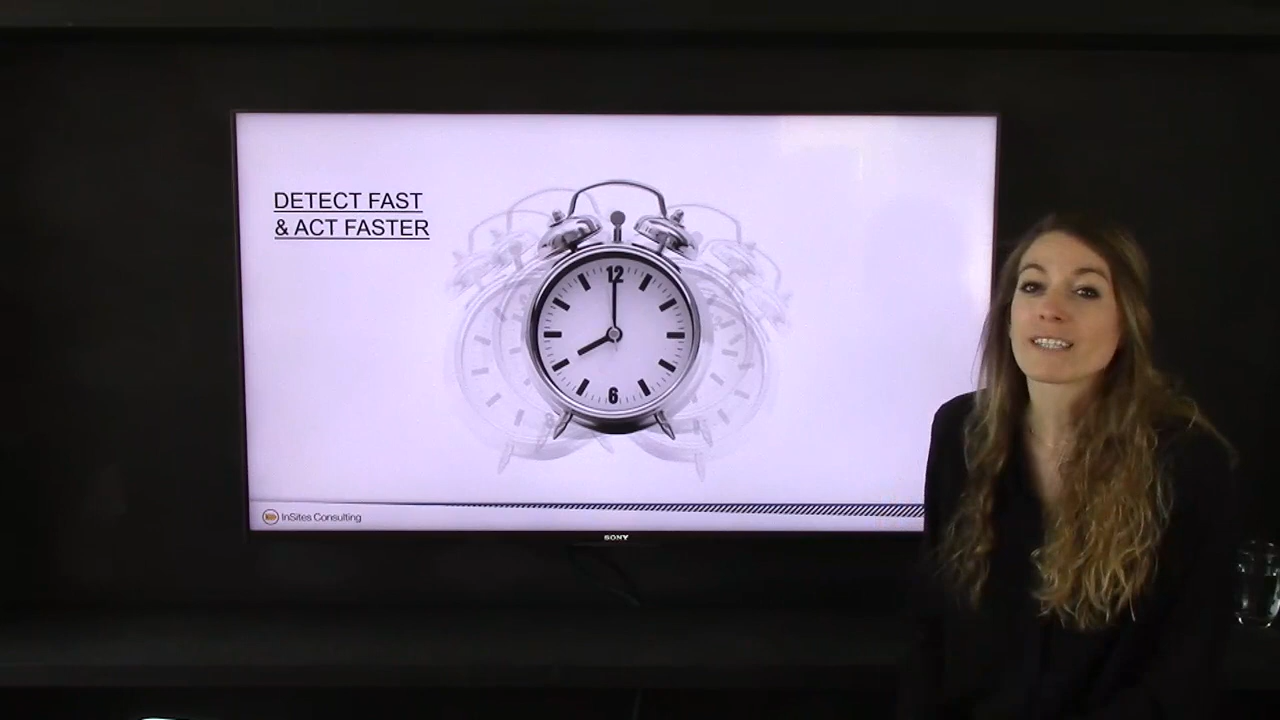 DETECT FAST
& ACT FASTER
12
6
InSites Consulting
SONY